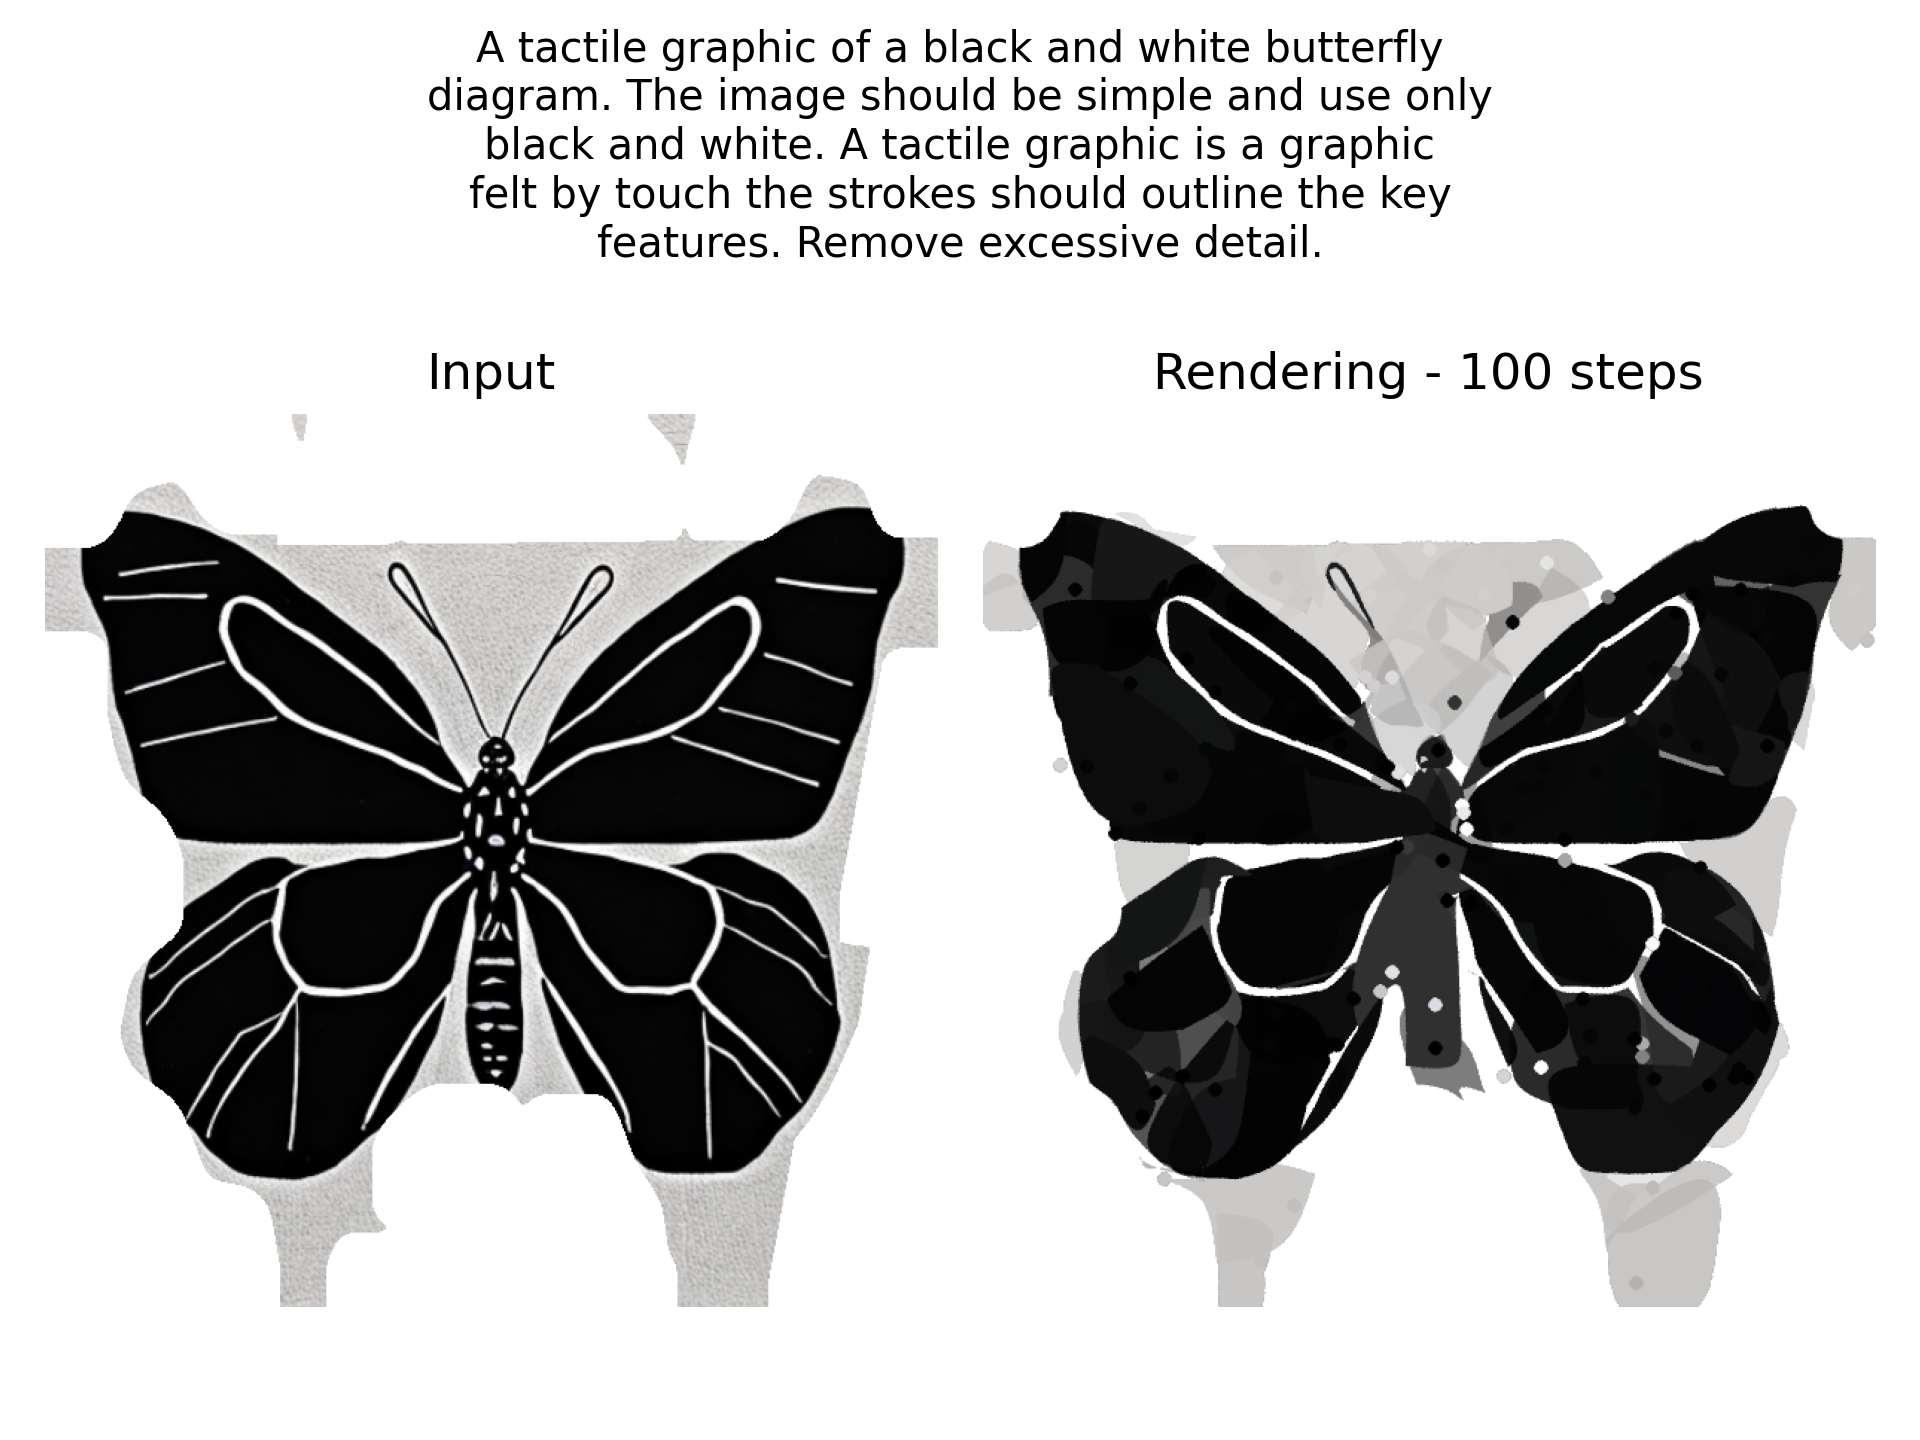 A tactile graphic of a black and white butterfly
diagram. The image should be simple and use only
black and white. A tactile graphic is a graphic
felt by touch the strokes should outline the key
features. Remove excessive detail.
Input
Rendering - 100 steps